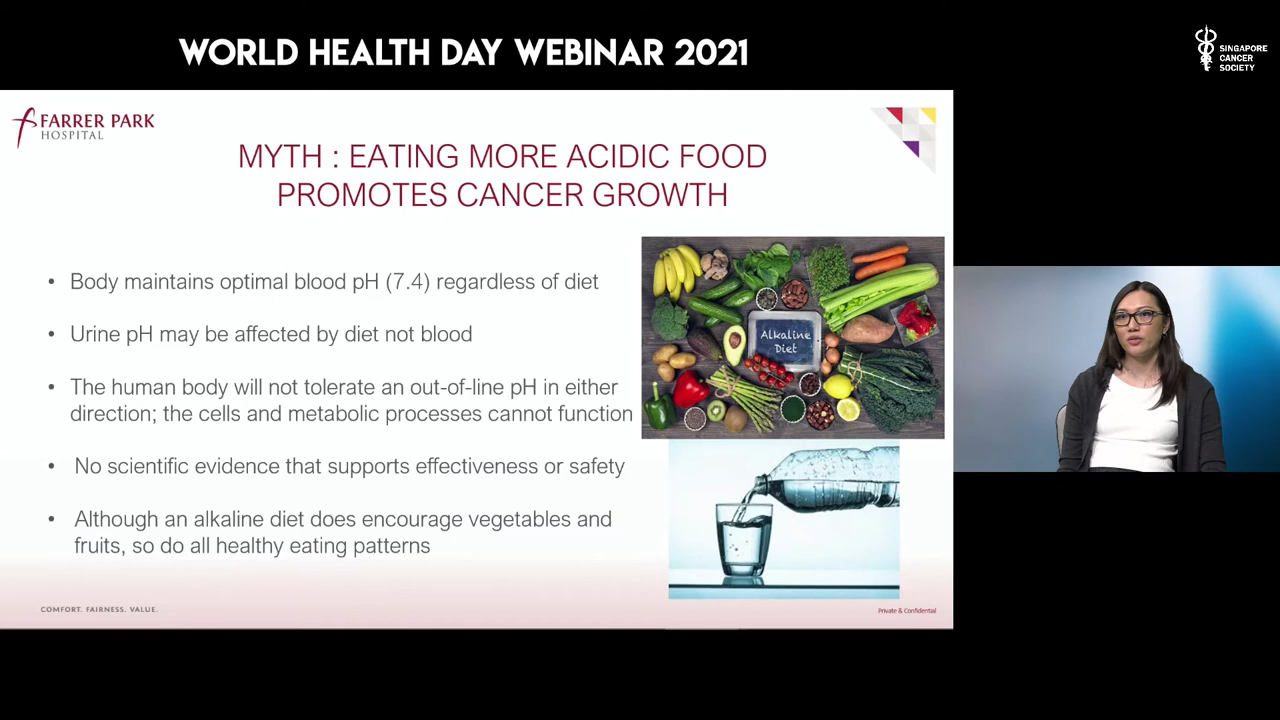 WORLD HEALTH DAY WEBINAR 2021
SINGAPORE
CANCER
SOCIETY
FARRER PARK
HOSPITAL
MYTH : EATING MORE ACIDIC FOOD
PROMOTES CANCER GROWTH
• Body maintains optimal blood pH (7.4) regardless of diet
• Urine pH may be affected by diet not blood
• The human body will not tolerate an out-of-line pH in either
direction; the cells and metabolic processes cannot function
• No scientific evidence that supports effectiveness or safety
• Although an alkaline diet does encourage vegetables and
fruits, so do all healthy eating patterns
Alkaline
Diet
COMFORT. FAIRNESS. VALUE.
Private & Confidential